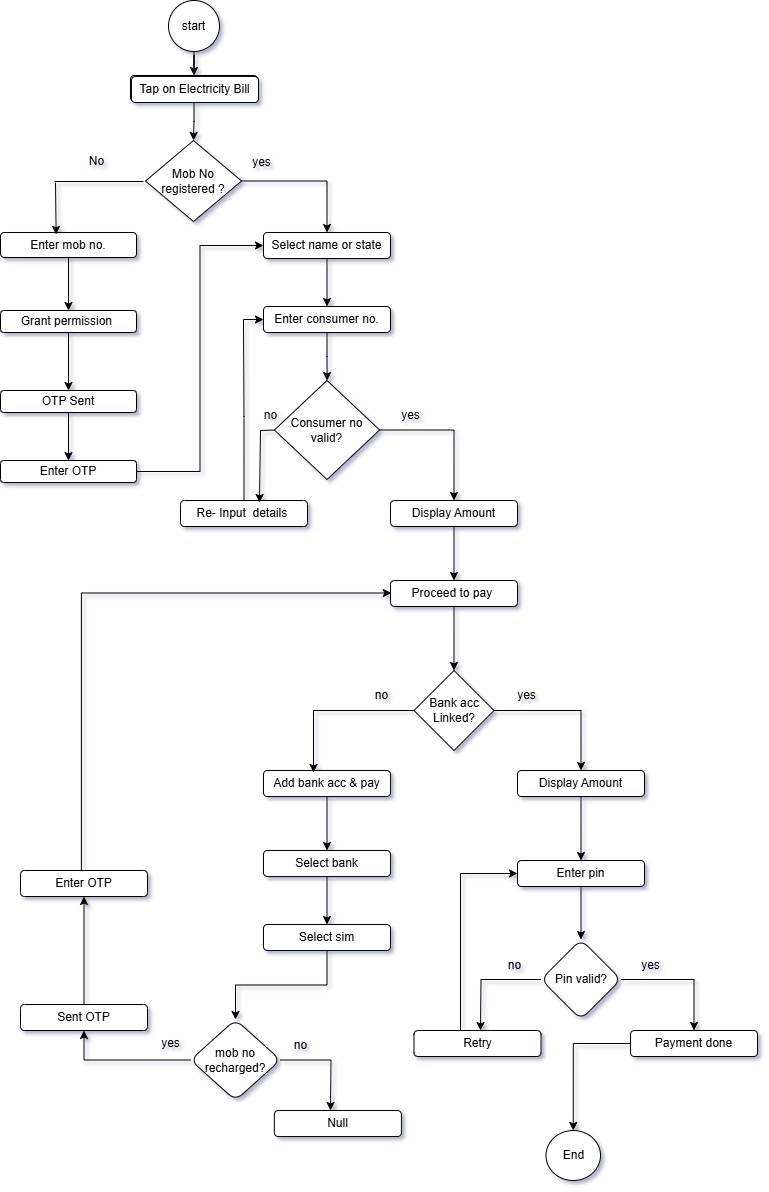 start
Tap on Electricity Bill
No
Mob No
registered ?
yes
Enter mob no.
Select name or state
Grant permission
Enter consumer no.
OTP Sent
no
Consumer no
valid?
yes
Enter OTP
Re- Input  details
Display Amount
Proceed to pay
no
Bank acc
Linked?
yes
Add bank acc & pay
Display Amount
Select bank
Enter OTP
Enter pin
Select sim
no
Pin valid?
yes
Sent OTP
yes
mob no
recharged?
no
Retry
Payment done
Null
End